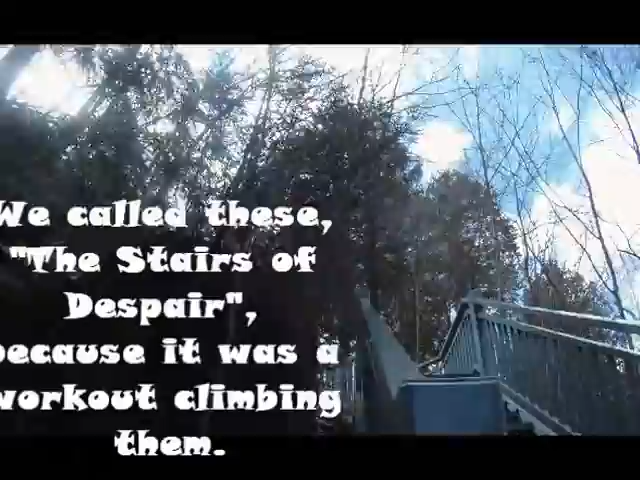 We called these,
"The Stairs of
Despair",
because it was a
workout climbing
them.